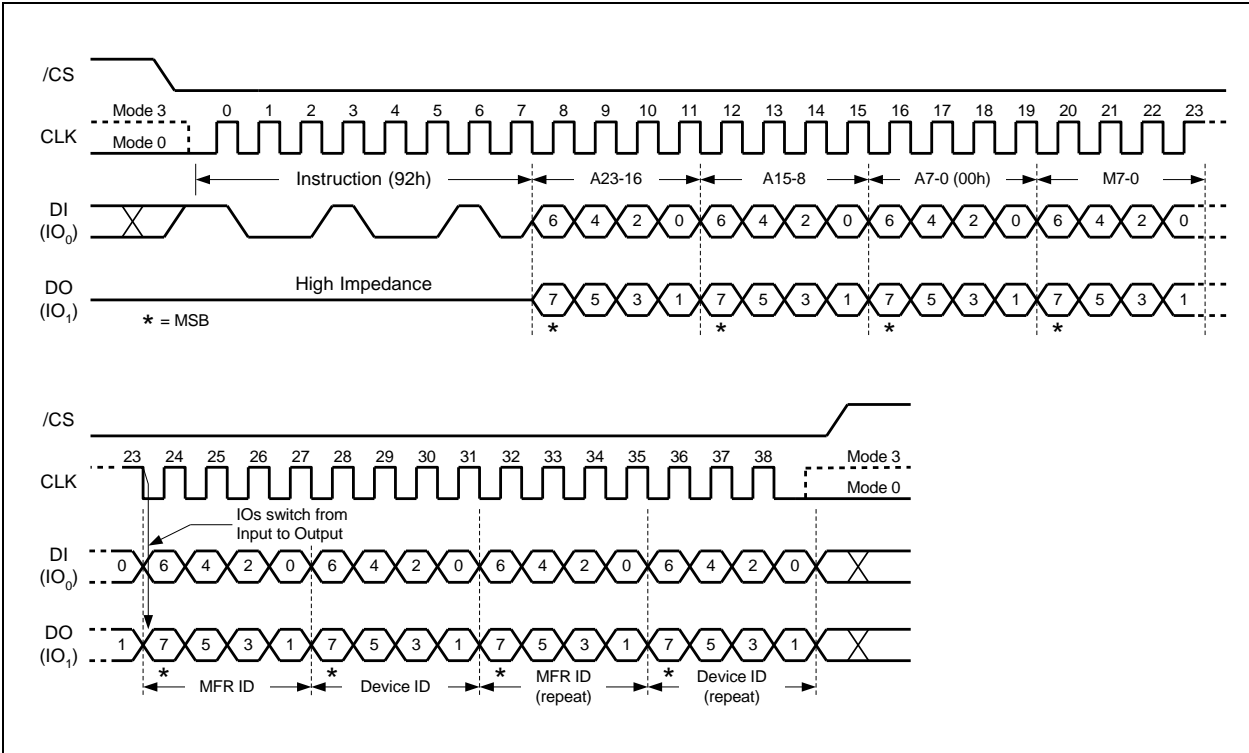 /CS
Mode 3 0 1 2 3 4 5 6 7 8 9 10 11 12 13 14 15 16 17 18 19 20 21 22 23
CLK Mode 0
Instruction (92h) A23-16 A15-8 A7-0 (00h) M7-0
DI
(IO0) 6 4 2 0 6 4 2 0 6 4 2 0 6 4 2 0
High Impedance
DO
(IO1) 7 5 3 1 7 5 3 1 7 5 3 1 7 5 3 1
* = MSB * * * *
/CS
23 24 25 26 27 28 29 30 31 32 33 34 35 36 37 38 Mode 3
CLK Mode 0
IOs switch from
Input to Output
DI
(IO0) 0 6 4 2 0 6 4 2 0 6 4 2 0 6 4 2 0
DO
(IO1) 1 7 5 3 1 7 5 3 1 7 5 3 1 7 5 3 1
* * * *
MFR ID Device ID MFR ID
(repeat) Device ID
(repeat)